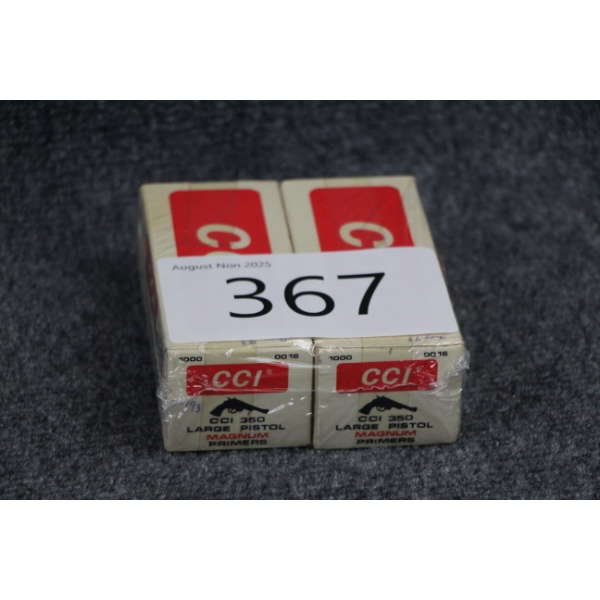 C
C
August Non 2025
367
1000 0016
CCI®
CCI 350
LARGE PISTOL
MAGNUM
PRIMERS
1000 0016
CCI®
CCI 350
LARGE PISTOL
MAGNUM
PRIMERS